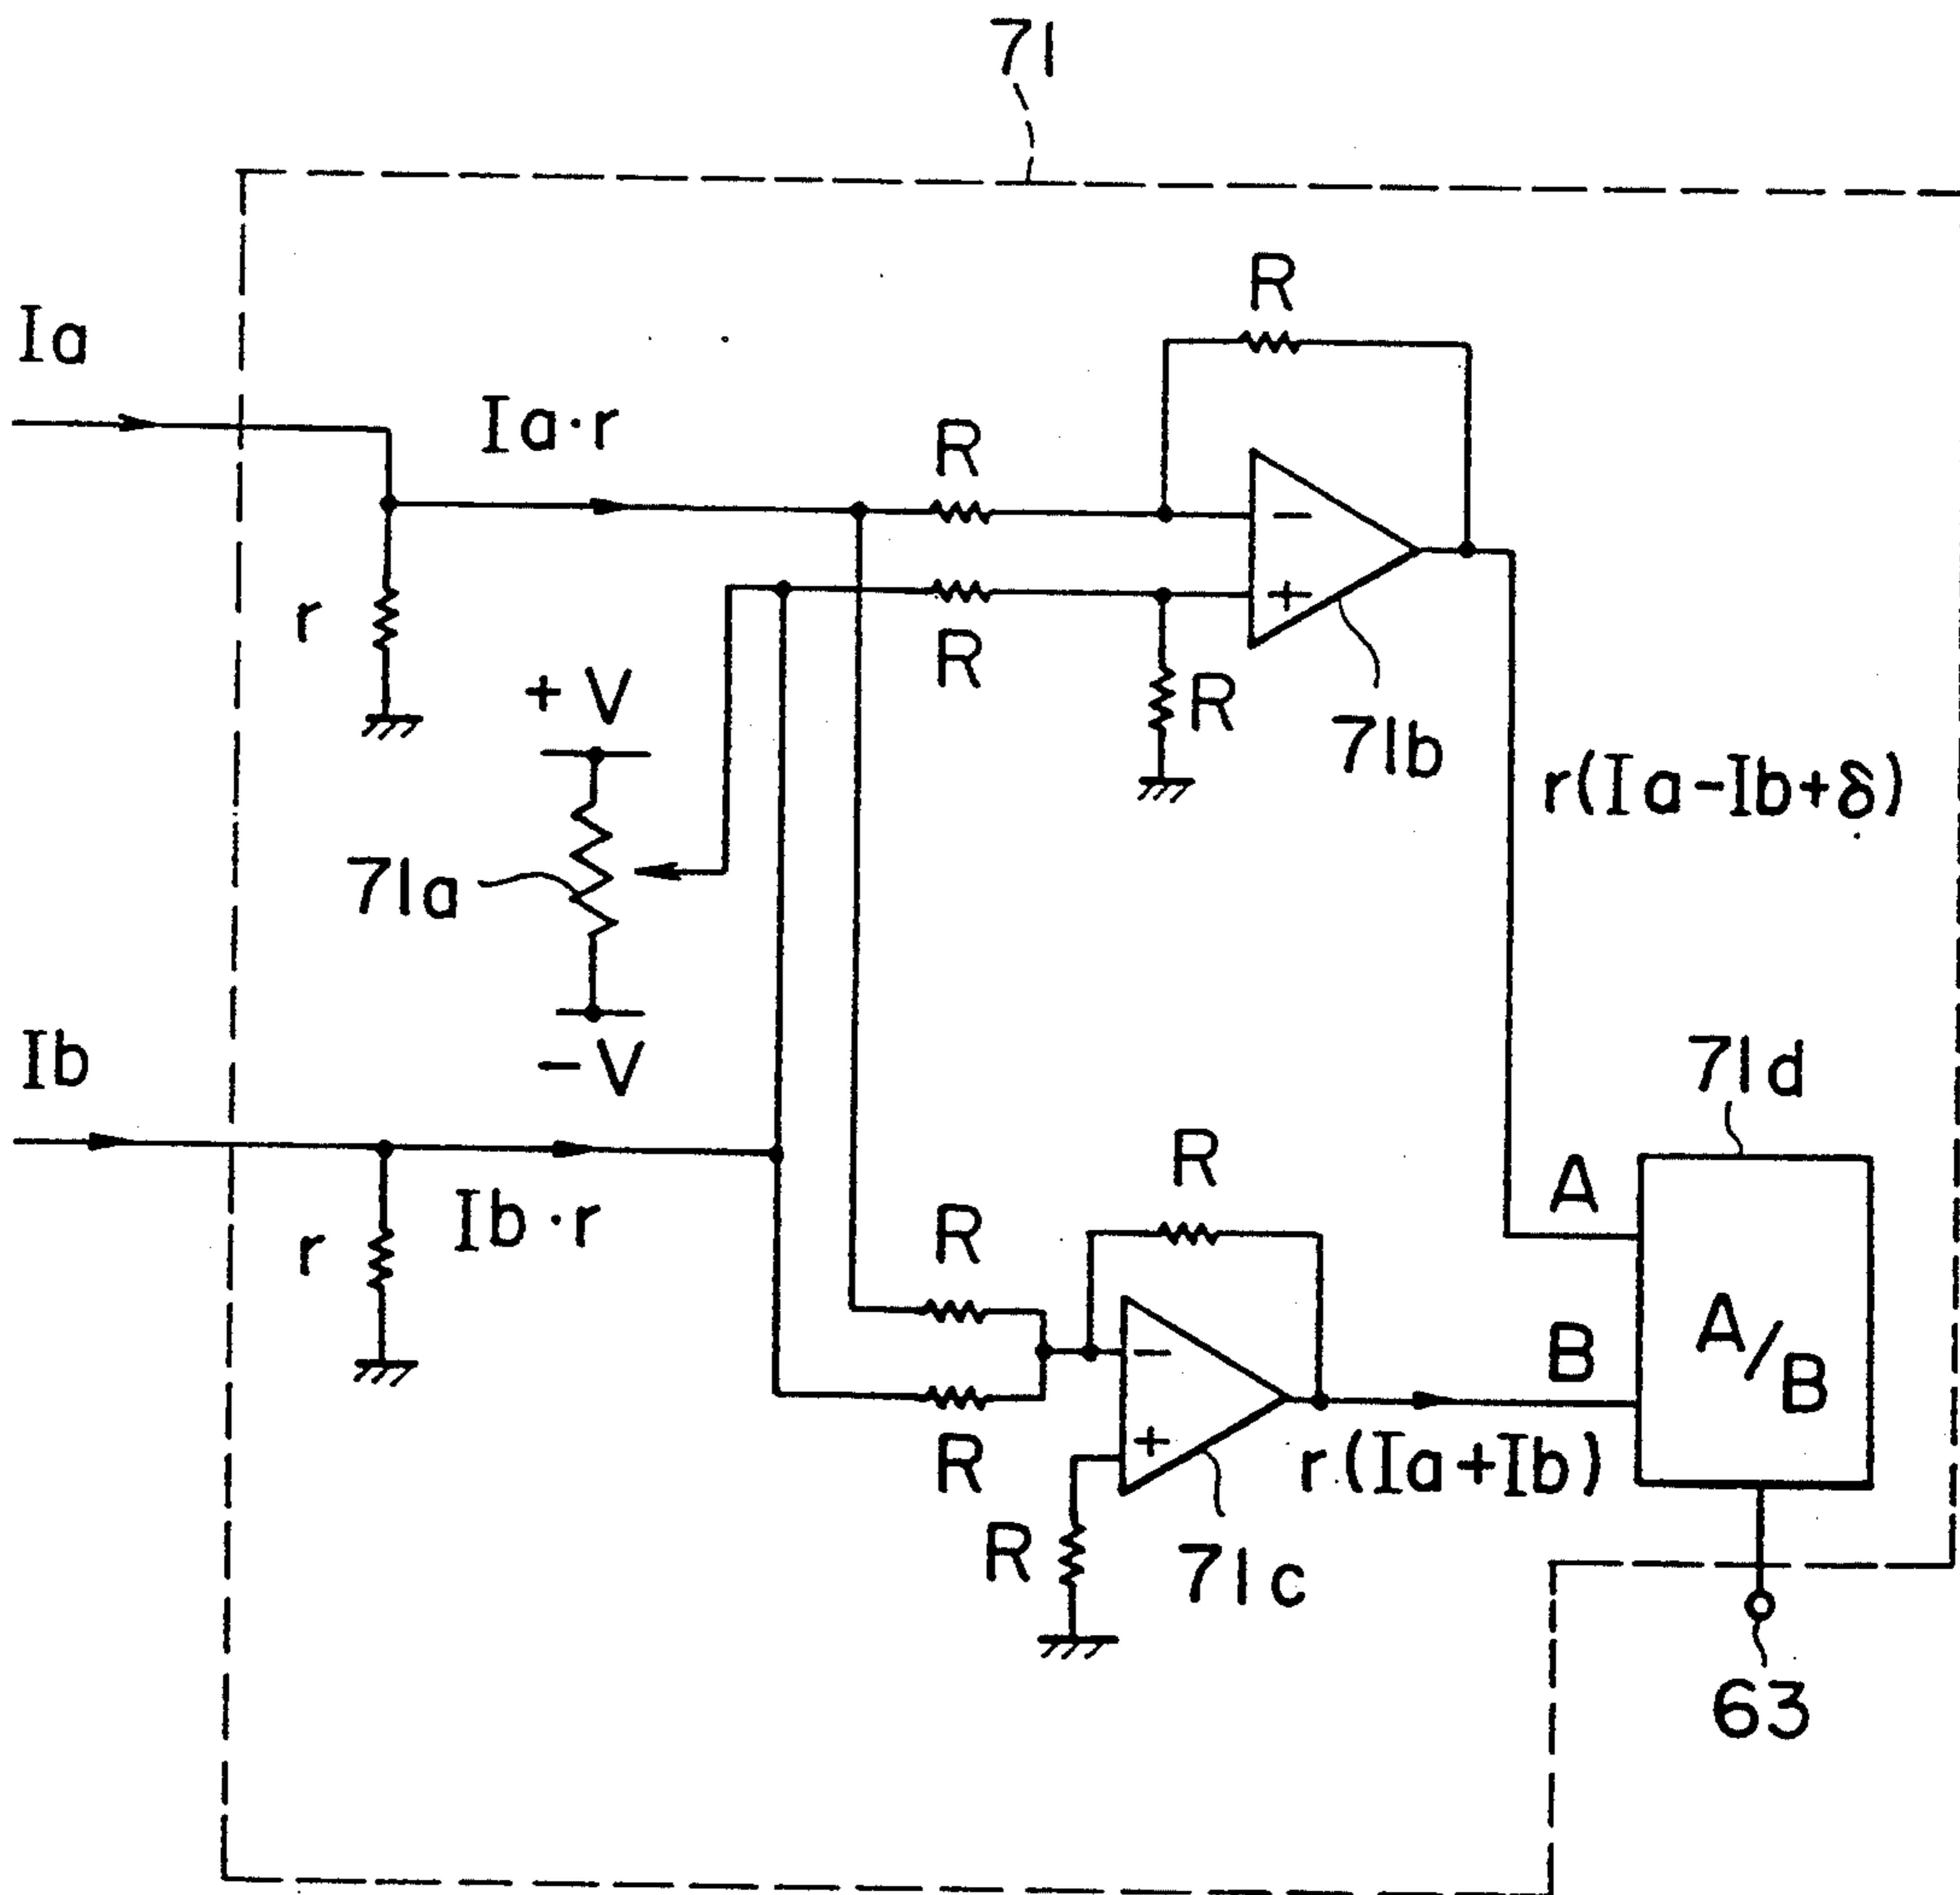 71
Ia
Ia·r
R
R
r
R
R
+V
71a
-V
-
+
71b
r(Ia-Ib+δ)
Ib
Ib·r
r
R
R
R
R
-
+
71c
r(Ia+Ib)
71d
A
B
A/B
63